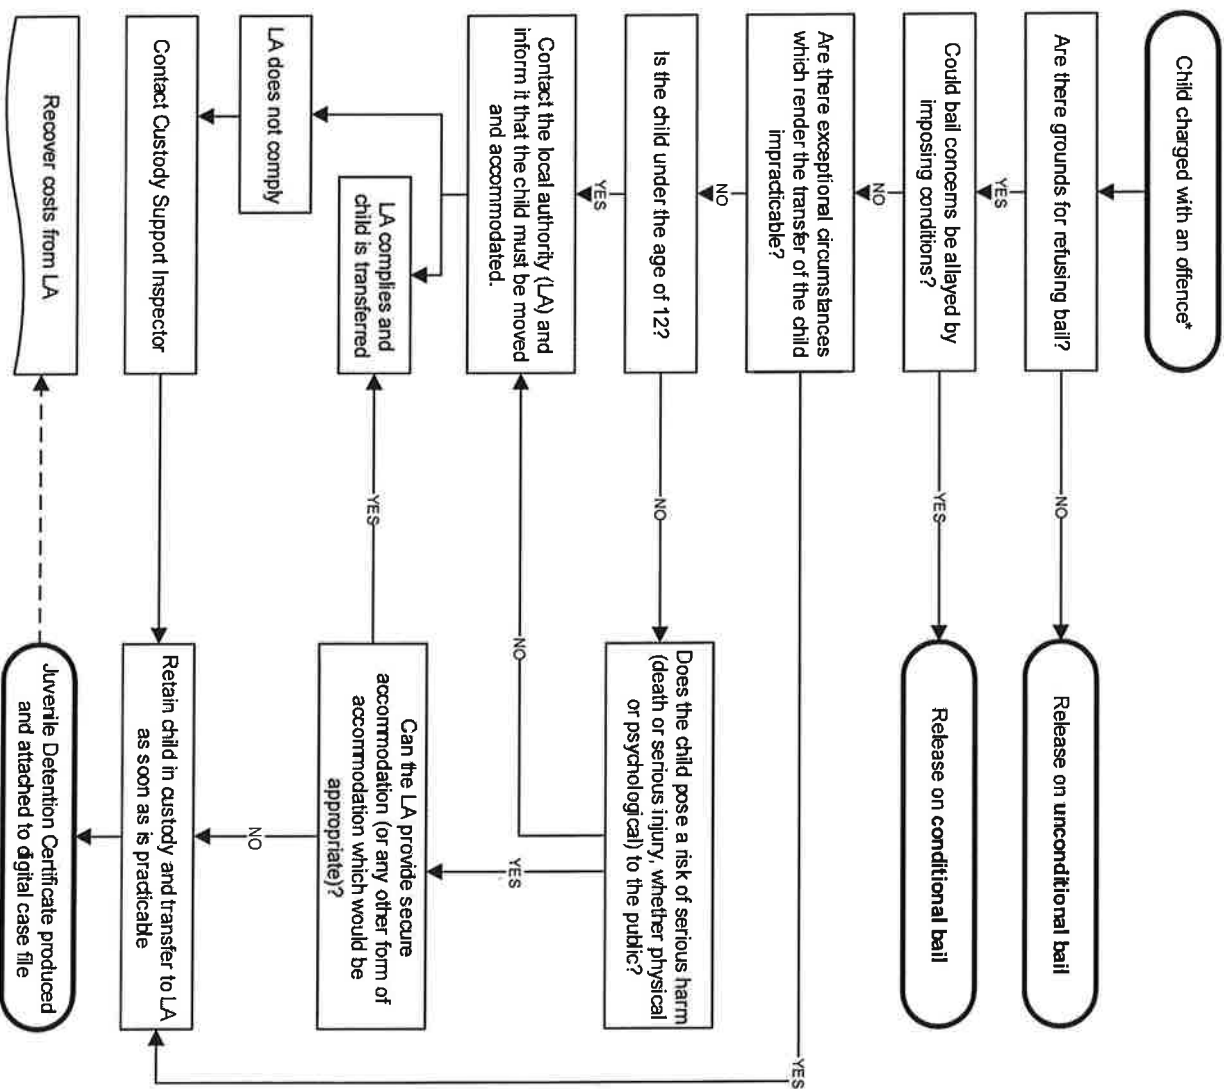 Child charged with an offence*
Are there grounds for refusing bail?
NO
Release on unconditional bail
YES
Could bail concerns be allayed by
imposing conditions?
YES
Release on conditional bail
NO
Are there exceptional circumstances
which render the transfer of the child
impracticable?
YES
NO
Is the child under the age of 12?
NO
Does the child pose a risk of serious harm
(death or serious injury, whether physical
or psychological) to the public?
YES
Contact the local authority (LA) and
inform it that the child must be moved
and accommodated.
NO
YES
LA complies and
child is transferred
YES
Can the LA provide secure
accommodation (or any other form of
accommodation which would be
appropriate)?
LA does not comply
NO
Contact Custody Support Inspector
Retain child in custody and transfer to LA
as soon as is practicable
Recover costs from LA
Juvenile Detention Certificate produced
and attached to digital case file